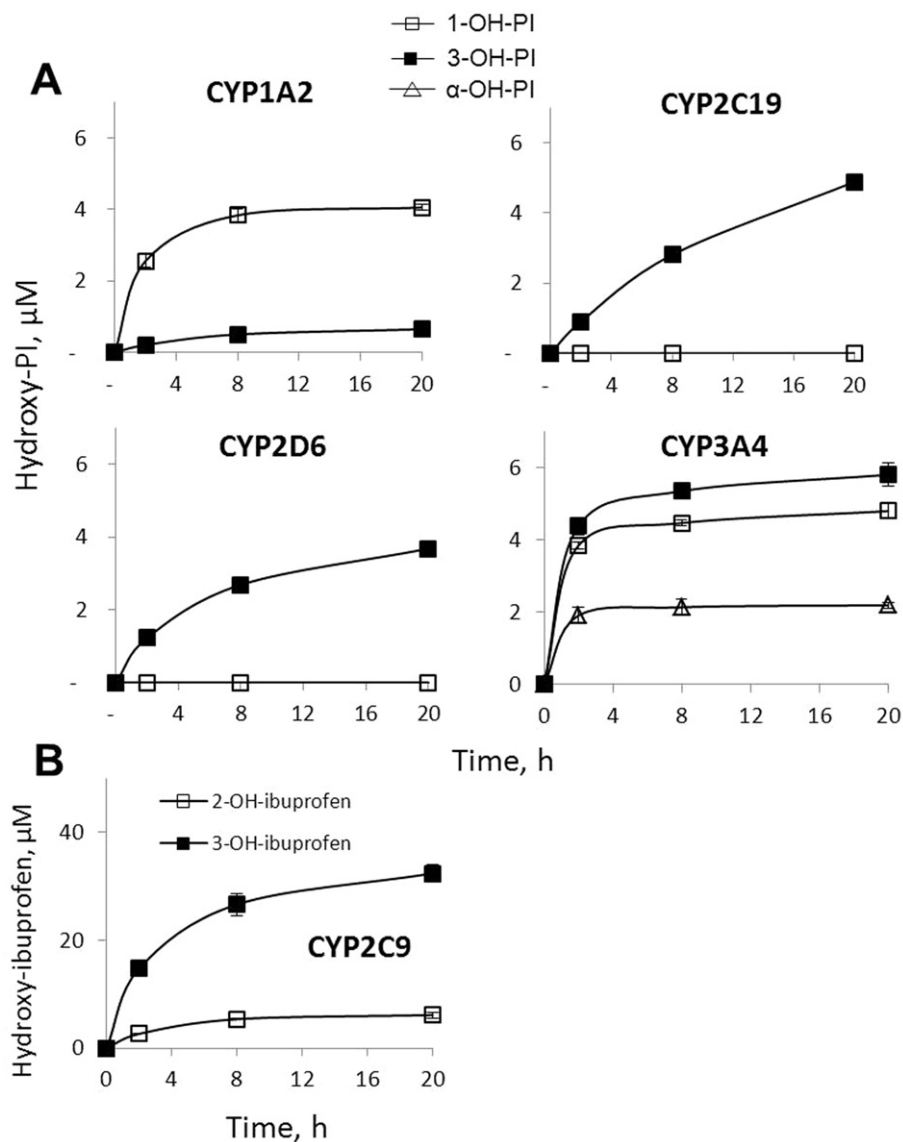 1-OH-PI
3-OH-PI
α-OH-PI
A
CYP1A2
CYP2C19
Hydroxy-PI, µM
6
4
2
-
- 4 8 12 16 20
6
4
2
-
- 4 8 12 16 20
CYP2D6
CYP3A4
6
4
2
-
- 4 8 12 16 20
6
4
2
0
0 4 8 12 16 20
Time, h
B
Hydroxy-ibuprofen, µM
2-OH-ibuprofen
3-OH-ibuprofen
CYP2C9
40
20
0
0 4 8 12 16 20
Time, h